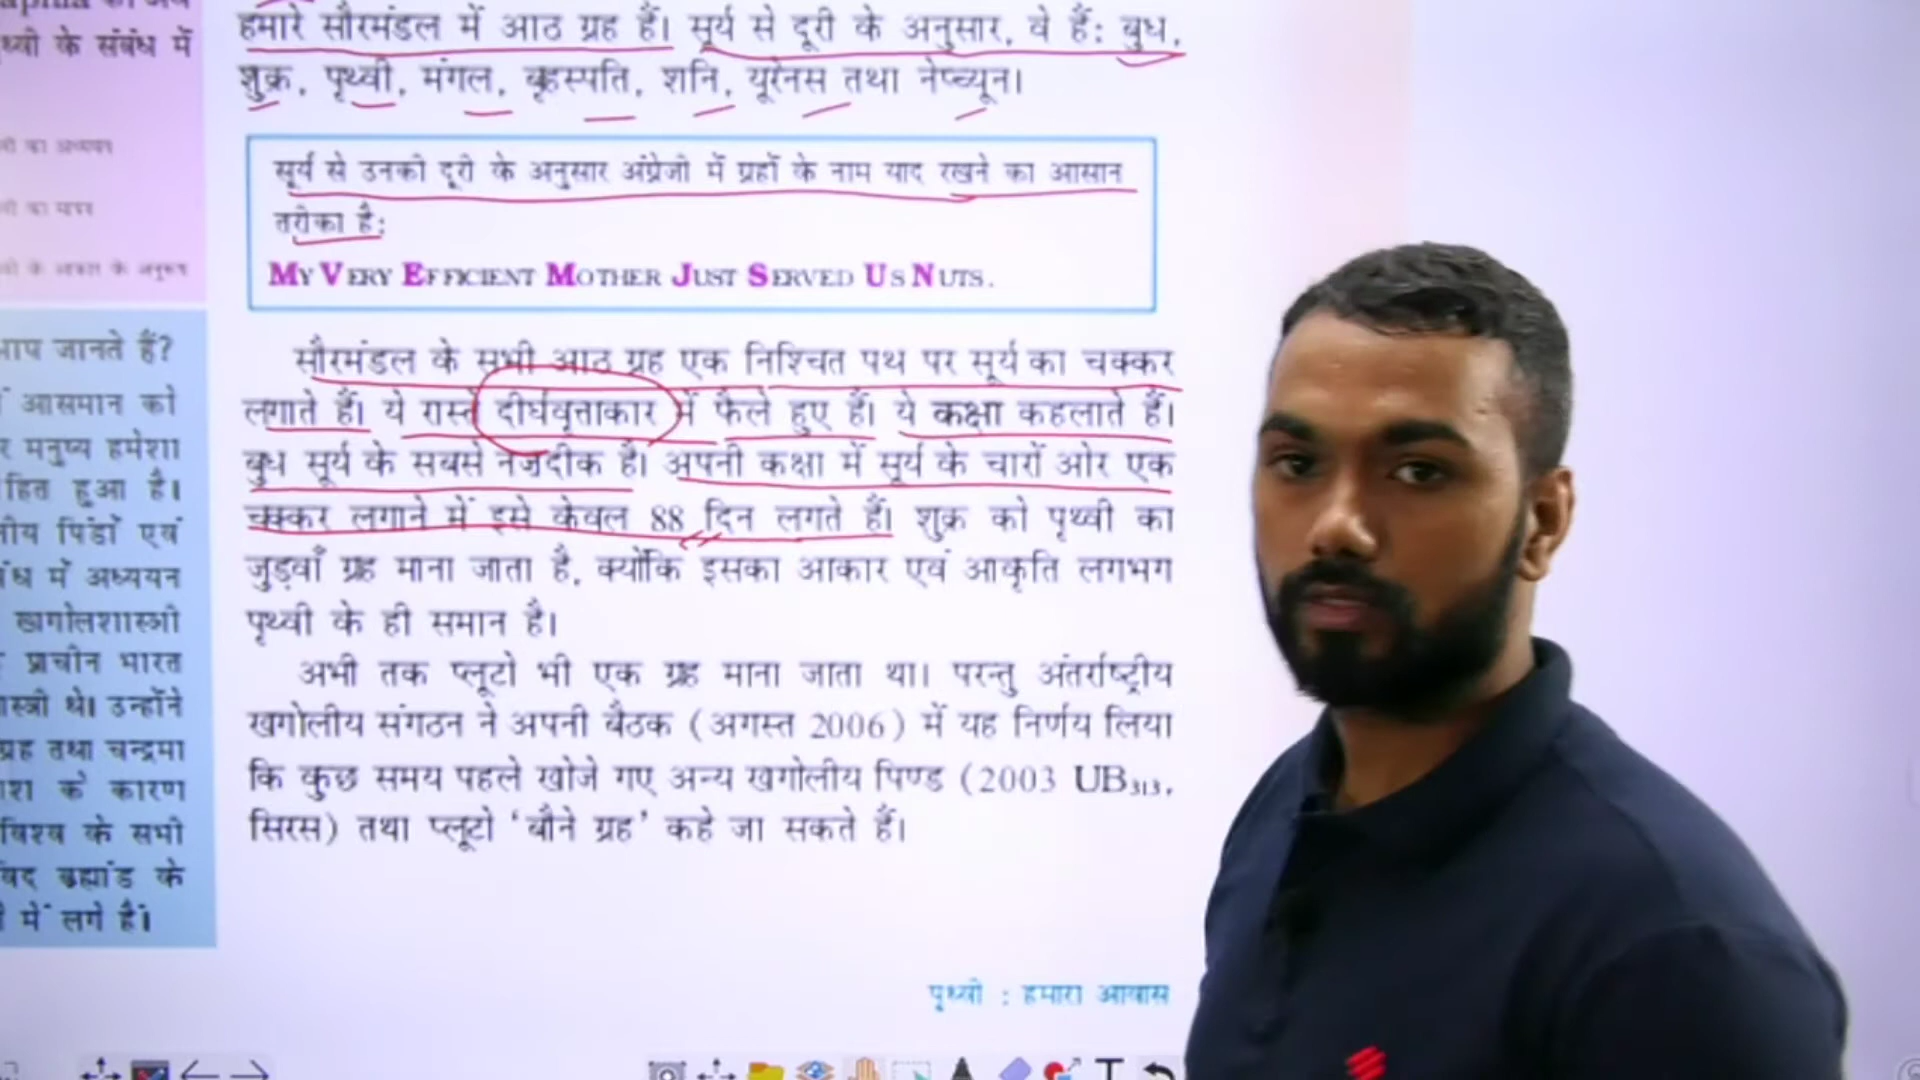 थ्वी के संबंध में
हमारे सौरमंडल में आठ ग्रह हैं। सूर्य से दूरी के अनुसार, वे हैं: बुध,
शुक्र, पृथ्वी, मंगल, बृहस्पति, शनि, यूरेनस तथा नेप्च्यून।
सूर्य से उनकी दूरी के अनुसार अंग्रेजी में ग्रहों के नाम याद रखने का आसान
तरीका है:
MY VERY EFFICIENT MOTHER JUST SERVED US NUTS.
सौरमंडल के सभी आठ ग्रह एक निश्चित पथ पर सूर्य का चक्कर
लगाते हैं। ये रास्ते दीर्घवृत्ताकार में फैले हुए हैं। ये कक्षा कहलाते हैं।
बुध सूर्य के सबसे नजदीक है। अपनी कक्षा में सूर्य के चारों ओर एक
चक्कर लगाने में इसे केवल 88 दिन लगते हैं। शुक्र को पृथ्वी का
जुड़वाँ ग्रह माना जाता है, क्योंकि इसका आकार एवं आकृति लगभग
पृथ्वी के ही समान है।
अभी तक प्लूटो भी एक ग्रह माना जाता था। परन्तु अंतर्राष्ट्रीय
खगोलीय संगठन ने अपनी बैठक (अगस्त 2006) में यह निर्णय लिया
कि कुछ समय पहले खोजे गए अन्य खगोलीय पिण्ड (2003 UB₃₁₃,
सिरस) तथा प्लूटो 'बौने ग्रह' कहे जा सकते हैं।
पृथ्वी : हमारा आवास
का अध्ययन
का मापन
के आकार के अनुरूप
आप जानते हैं?
आसमान को
र मनुष्य हमेशा
हित हुआ है।
पिंडों एवं
में अध्ययन
खगोलशास्त्री
प्राचीन भारत
थे। उन्होंने
ग्रह तथा चन्द्रमा
के कारण
विश्व के सभी
ब्रह्मांड के
में लगे हैं।